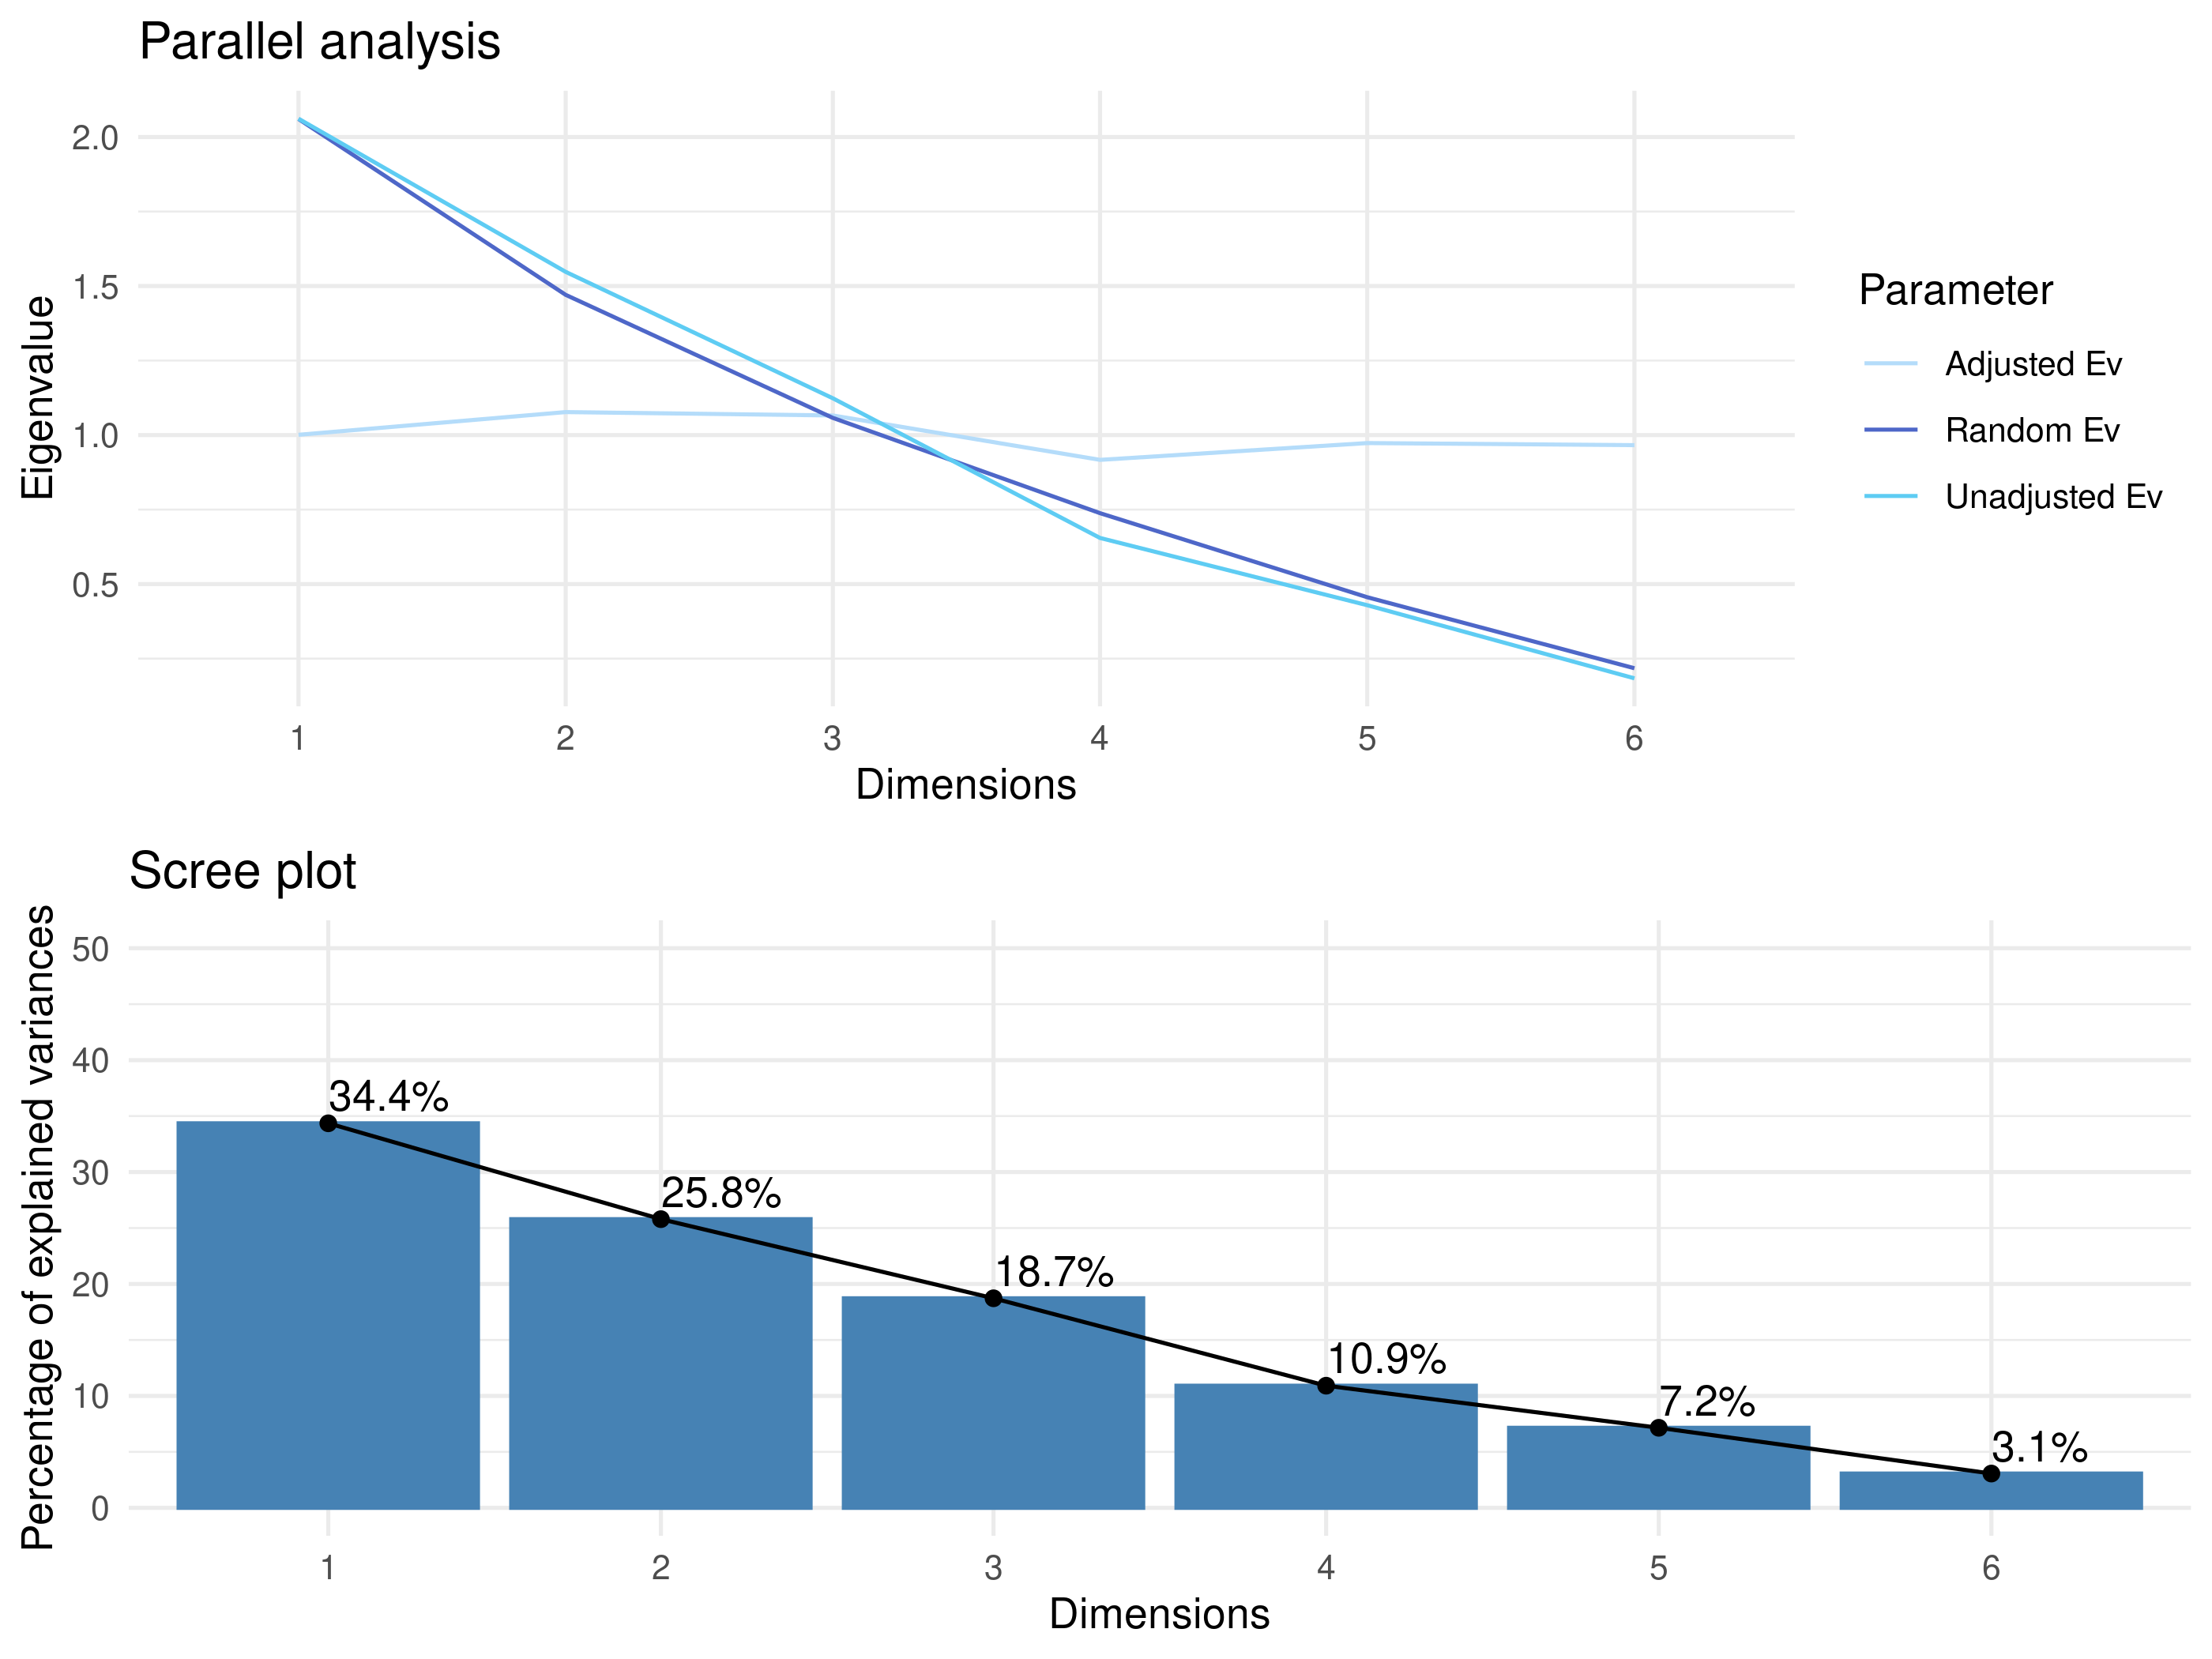 Parallel analysis
Eigenvalue
2.0
1.5
1.0
0.5
1 2 3 4 5 6
Dimensions
Parameter
Adjusted Ev
Random Ev
Unadjusted Ev
Scree plot
Percentage of explained variances
50
40
30
20
10
0
34.4%
25.8%
18.7%
10.9%
7.2%
3.1%
1 2 3 4 5 6
Dimensions